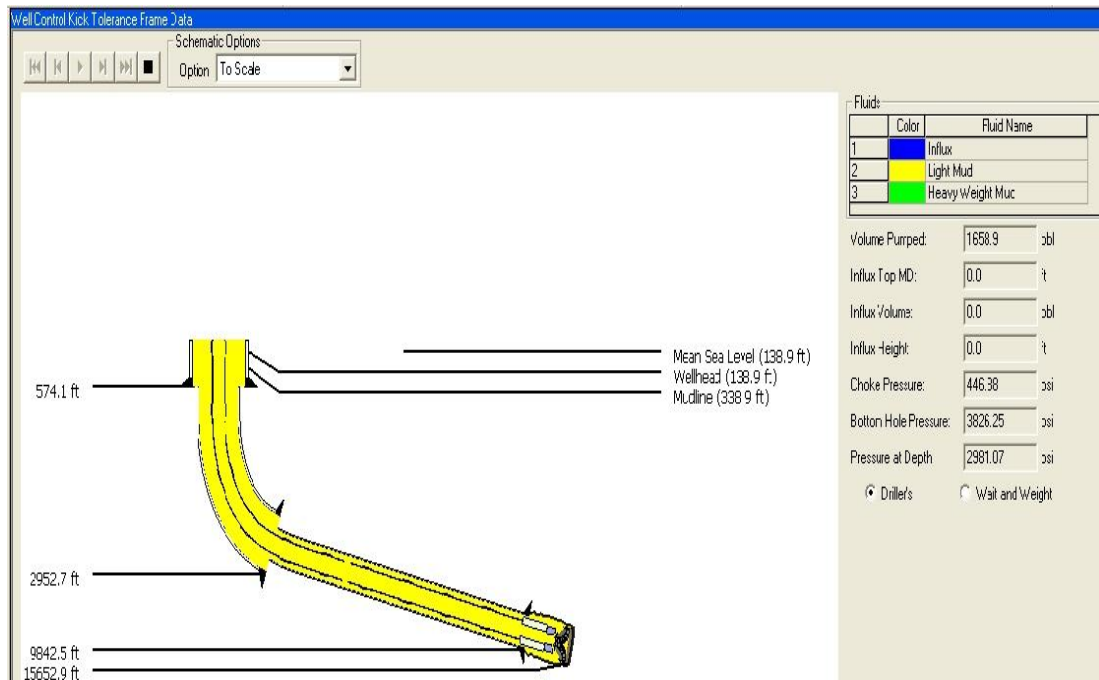 Well Control Kick Tolerance Frame Data
Schematic Options
Option To Scale
Fluids
Color Fluid Name
1 Influx
2 Light Mud
3 Heavy Weight Muc
Volume Pumped: 1658.9 bbl
Influx Top MD: 0.0 ft
Influx Volume: 0.0 bbl
Influx Height 0.0 ft
Choke Pressure: 446.38 psi
Bottom Hole Pressure: 3826.25 psi
Pressure at Depth 2981.07 psi
Driller's Wait and Weight
Mean Sea Level (138.9 ft)
Wellhead (138.9 ft)
Mudline (338 9 ft)
574.1 ft
2952.7 ft
9842.5 ft
15652.9 ft